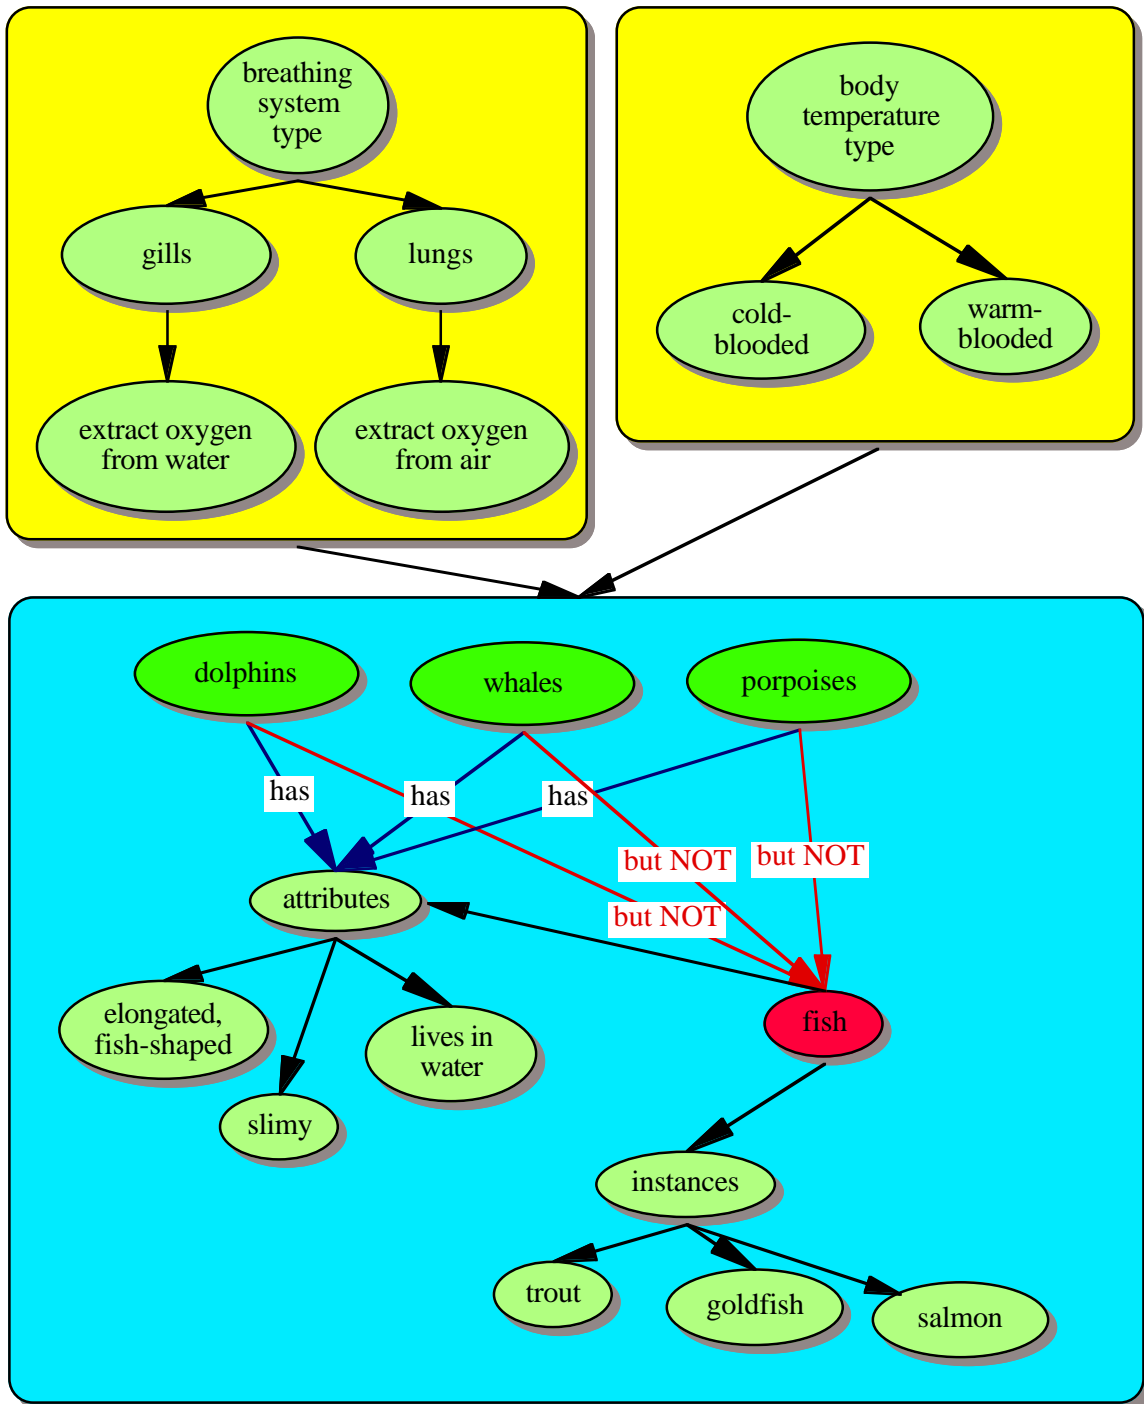 breathing
system
type
gills
lungs
extract oxygen
from water
extract oxygen
from air
body
temperature
type
cold-
blooded
warm-
blooded
dolphins
whales
porpoises
has
has
has
but NOT
but NOT
but NOT
attributes
elongated,
fish-shaped
slimy
lives in
water
fish
instances
trout
goldfish
salmon